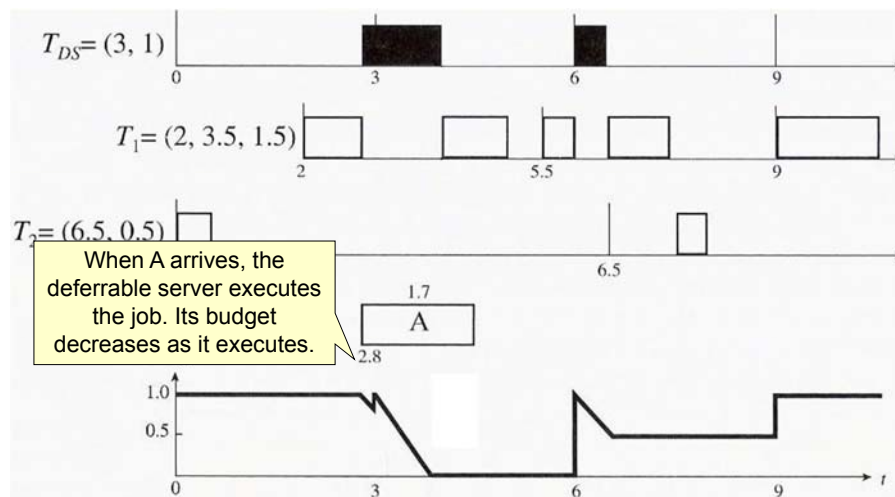 T_DS= (3, 1)
0 3 6 9
T_1= (2, 3.5, 1.5)
2 5.5 9
T_2= (6.5, 0.5)
6.5
When A arrives, the
deferrable server executes
the job. Its budget
decreases as it executes.
1.7
A
2.8
1.0
0.5
0 3 6 9 t